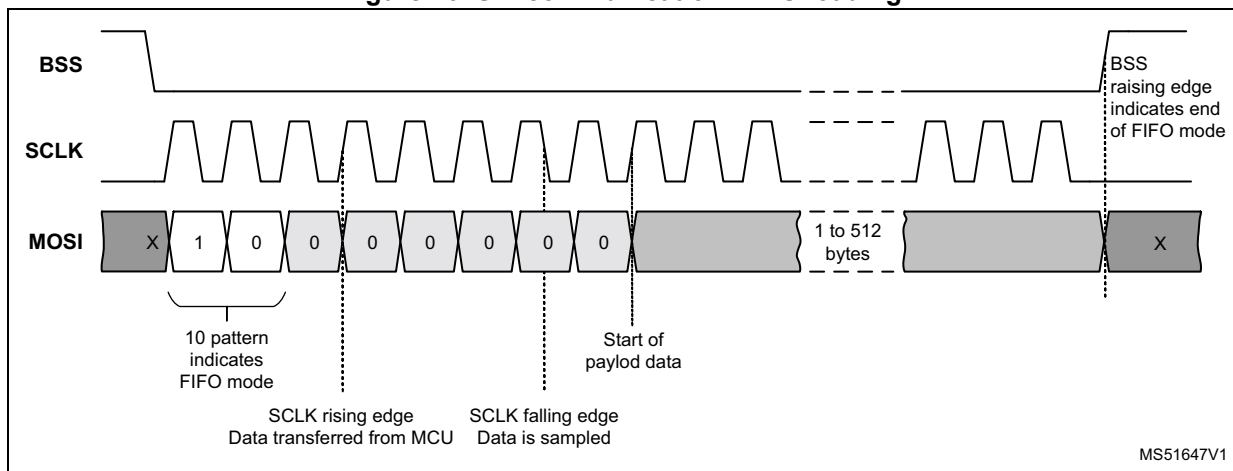 BSS
BSS
raising edge
indicates end
of FIFO mode
SCLK
MOSI
X 1 0 0 0 0 0 0 0
1 to 512
bytes
X
10 pattern
indicates
FIFO mode
Start of
paylod data
SCLK rising edge
Data transferred from MCU
SCLK falling edge
Data is sampled
MS51647V1